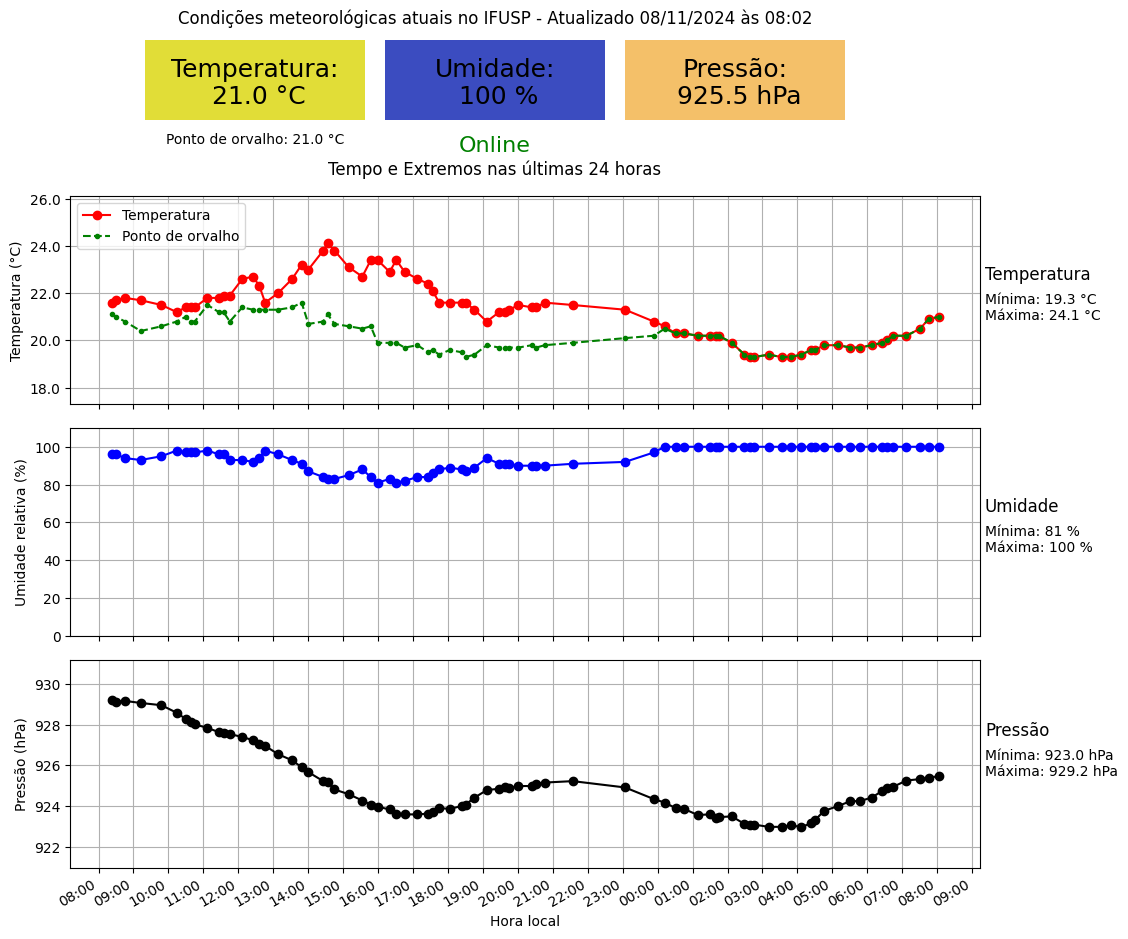 Condições meteorológicas atuais no IFUSP - Atualizado 08/11/2024 às 08:02
Temperatura:
21.0 °C
Umidade:
100 %
Pressão:
925.5 hPa
Ponto de orvalho: 21.0 °C
Online
Tempo e Extremos nas últimas 24 horas
Temperatura (°C)
26.0
24.0
22.0
20.0
18.0
Temperatura
Ponto de orvalho
Temperatura
Mínima: 19.3 °C
Máxima: 24.1 °C
Umidade relativa (%)
100
80
60
40
20
0
Umidade
Mínima: 81 %
Máxima: 100 %
Pressão (hPa)
930
928
926
924
922
Pressão
Mínima: 923.0 hPa
Máxima: 929.2 hPa
08:00 09:00 10:00 11:00 12:00 13:00 14:00 15:00 16:00 17:00 18:00 19:00 20:00 21:00 22:00 23:00 00:00 01:00 02:00 03:00 04:00 05:00 06:00 07:00 08:00 09:00
Hora local